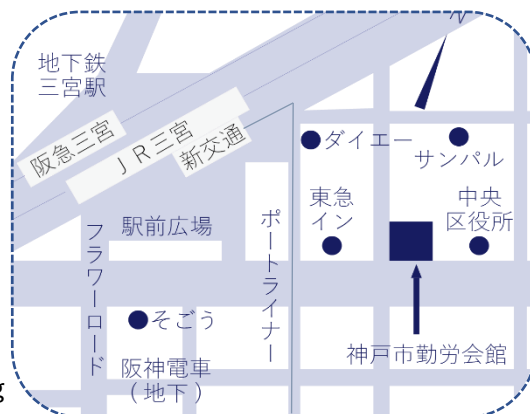 N
地下鉄
三宮駅
阪急三宮
JR三宮
新交通
ダイエー
サンパル
東急
イン
中央
区役所
駅前広場
ポートライナー
フラワーロード
そごう
阪神電車
(地下)
神戸市勤労会館
g